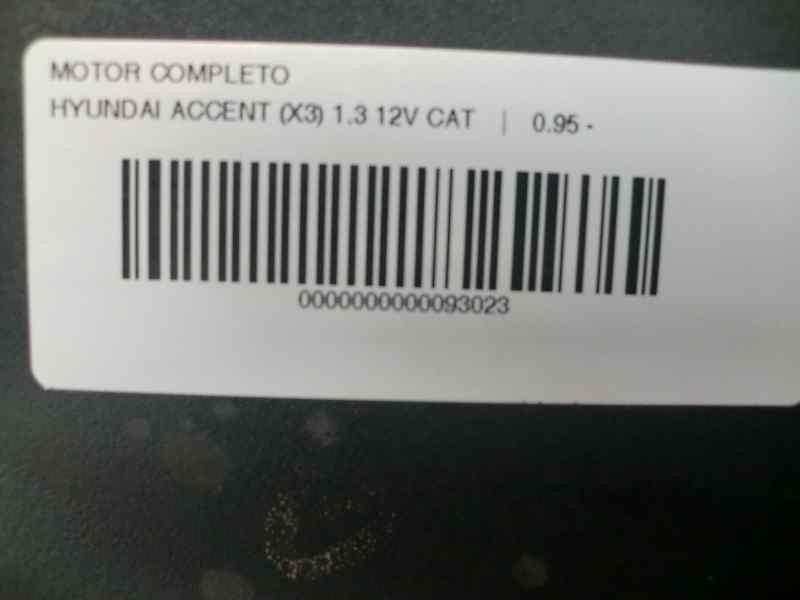 MOTOR COMPLETO
HYUNDAI ACCENT (X3) 1.3 12V CAT | 0.95 -
0000000000093023